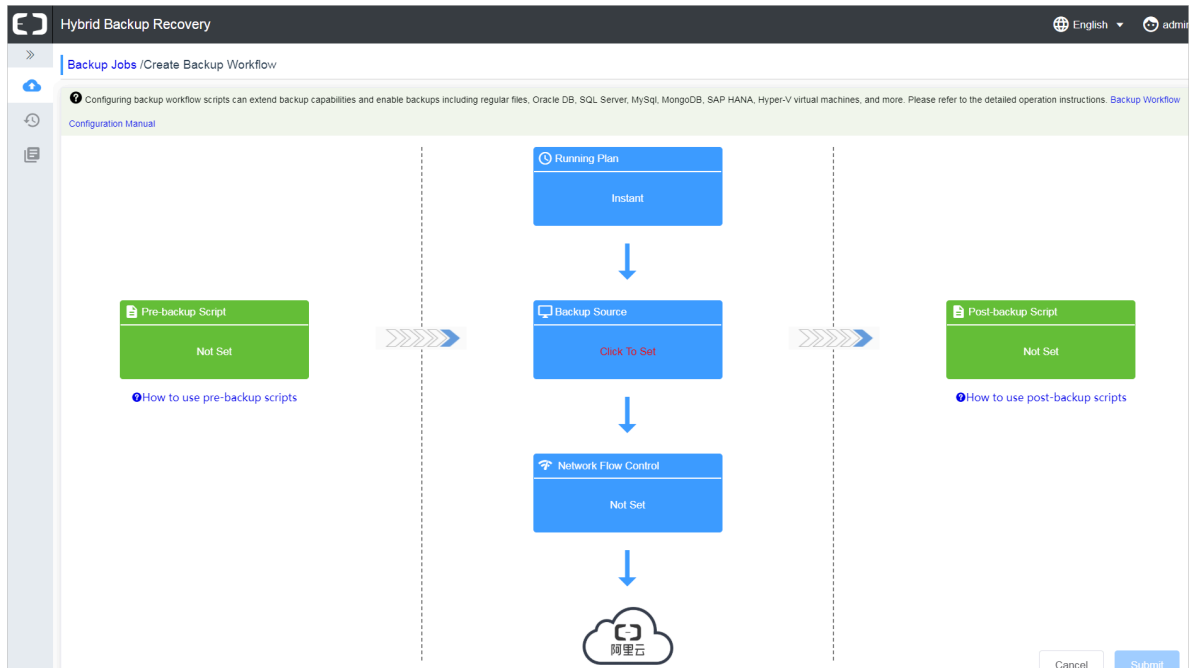 Hybrid Backup Recovery
English
admin
Backup Jobs /Create Backup Workflow
Configuring backup workflow scripts can extend backup capabilities and enable backups including regular files, Oracle DB, SQL Server, MySql, MongoDB, SAP HANA, Hyper-V virtual machines, and more. Please refer to the detailed operation instructions. Backup Workflow
Configuration Manual
Running Plan
Instant
Pre-backup Script
Not Set
How to use pre-backup scripts
Backup Source
Click To Set
Post-backup Script
Not Set
How to use post-backup scripts
Network Flow Control
Not Set
阿里云
Cancel
Submit